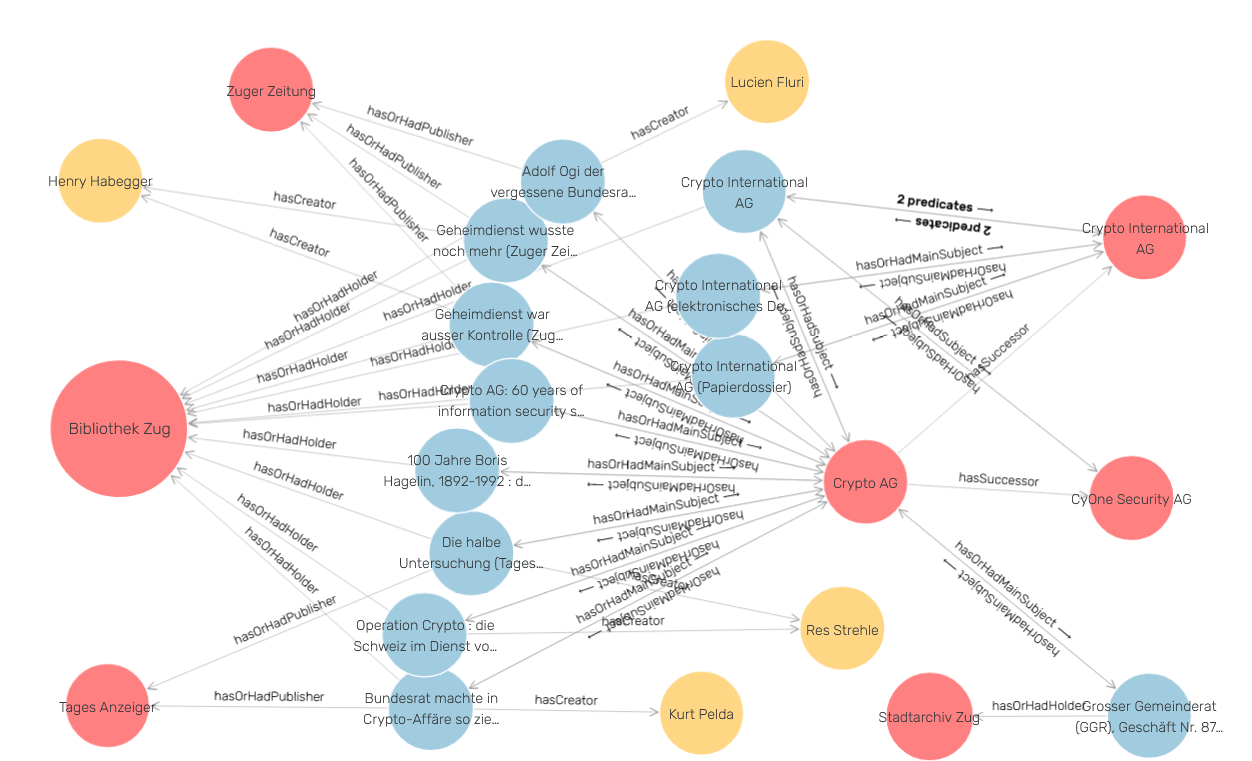 Zuger Zeitung
Lucien Fluri
hasOrHadPublisher
hasCreator
hasOrHadPublisher
hasOrHadPublisher
Henry Habegger
hasCreator
hasCreator
Adolf Ogi der
vergessene Bundesra...
Crypto International
AG
2 predicates
2 predicates
Crypto International
AG
Geheimdienst wusste
noch mehr (Zuger Zei...
hasOrHadMainSubject
hasOrHadMainSubject
hasOrHadMainSubject
hasOrHadMainSubject
Crypto International
AG (elektronisches Do...
hasOrHadSubject
hasOrHadSubject
hasOrHadSubject
hasOrHadSubject
hasSuccessor
hasOrHadHolder
hasOrHadHolder
hasOrHadHolder
Geheimdienst war
ausser Kontrolle (Zug...
hasOrHadHolder
hasOrHadHolder
Crypto International
AG (Papierdossier)
hasOrHadMainSubject
hasOrHadMainSubject
Crypto AG: 60 years of
information security s...
hasOrHadHolder
hasOrHadHolder
Bibliothek Zug
hasOrHadMainSubject
hasOrHadMainSubject
hasOrHadHolder
100 Jahre Boris
Hagelin, 1892-1992 : d...
hasOrHadMainSubject
hasOrHadMainSubject
Crypto AG
hasSuccessor
CyOne Security AG
hasOrHadHolder
hasOrHadMainSubject
hasOrHadMainSubject
Die halbe
Untersuchung (Tages...
hasOrHadHolder
hasOrHadHolder
hasOrHadMainSubject
hasOrHadMainSubject
hasOrHadMainSubject
hasOrHadMainSubject
hasCreator
hasOrHadMainSubject
hasOrHadMainSubject
hasOrHadPublisher
Operation Crypto : die
Schweiz im Dienst vo...
hasCreator
Res Strehle
Tages Anzeiger
hasOrHadPublisher
Bundesrat machte in
Crypto-Affäre so zie...
hasCreator
Kurt Pelda
Stadtarchiv Zug
hasOrHadHolder
Grosser Gemeinderat
(GGR), Geschäft Nr. 87...